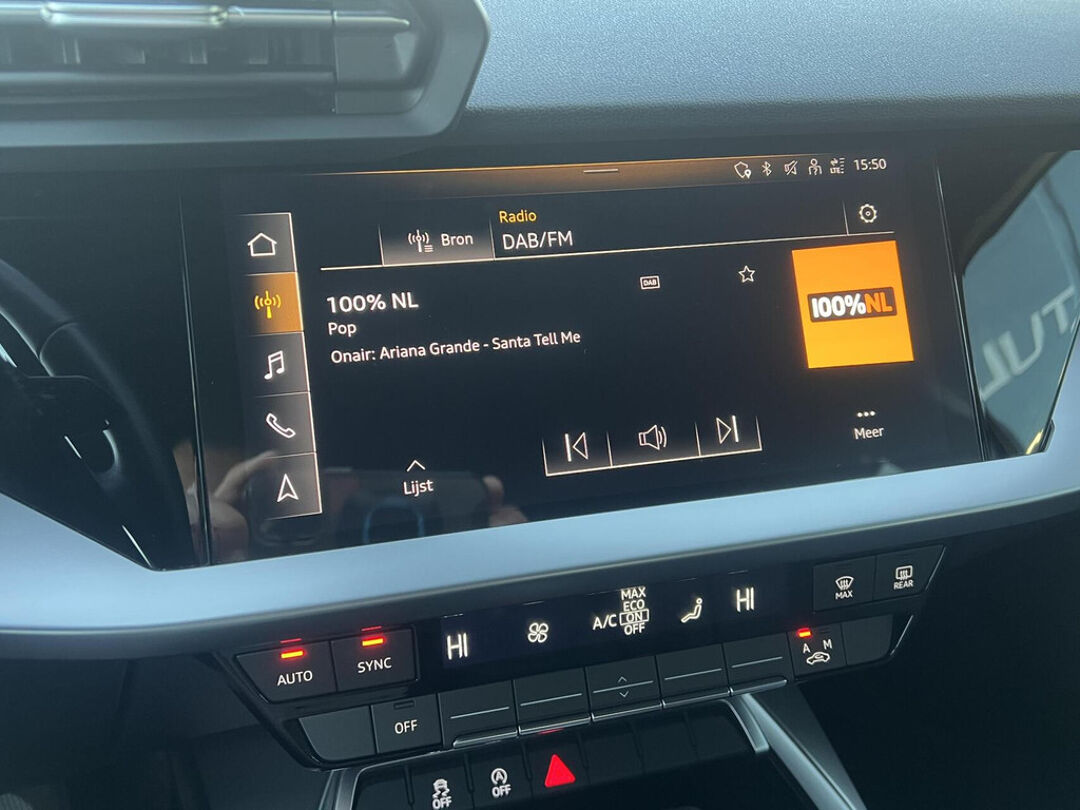 LTE 15:50
Radio
Bron DAB/FM
100% NL
DAB
Pop
Onair: Ariana Grande - Santa Tell Me
100%NL
Meer
Lijst
MAX
REAR
MAX
ECO
HI A/C ON HI
OFF
AUTO SYNC
A M
OFF
OFF
A
OFF